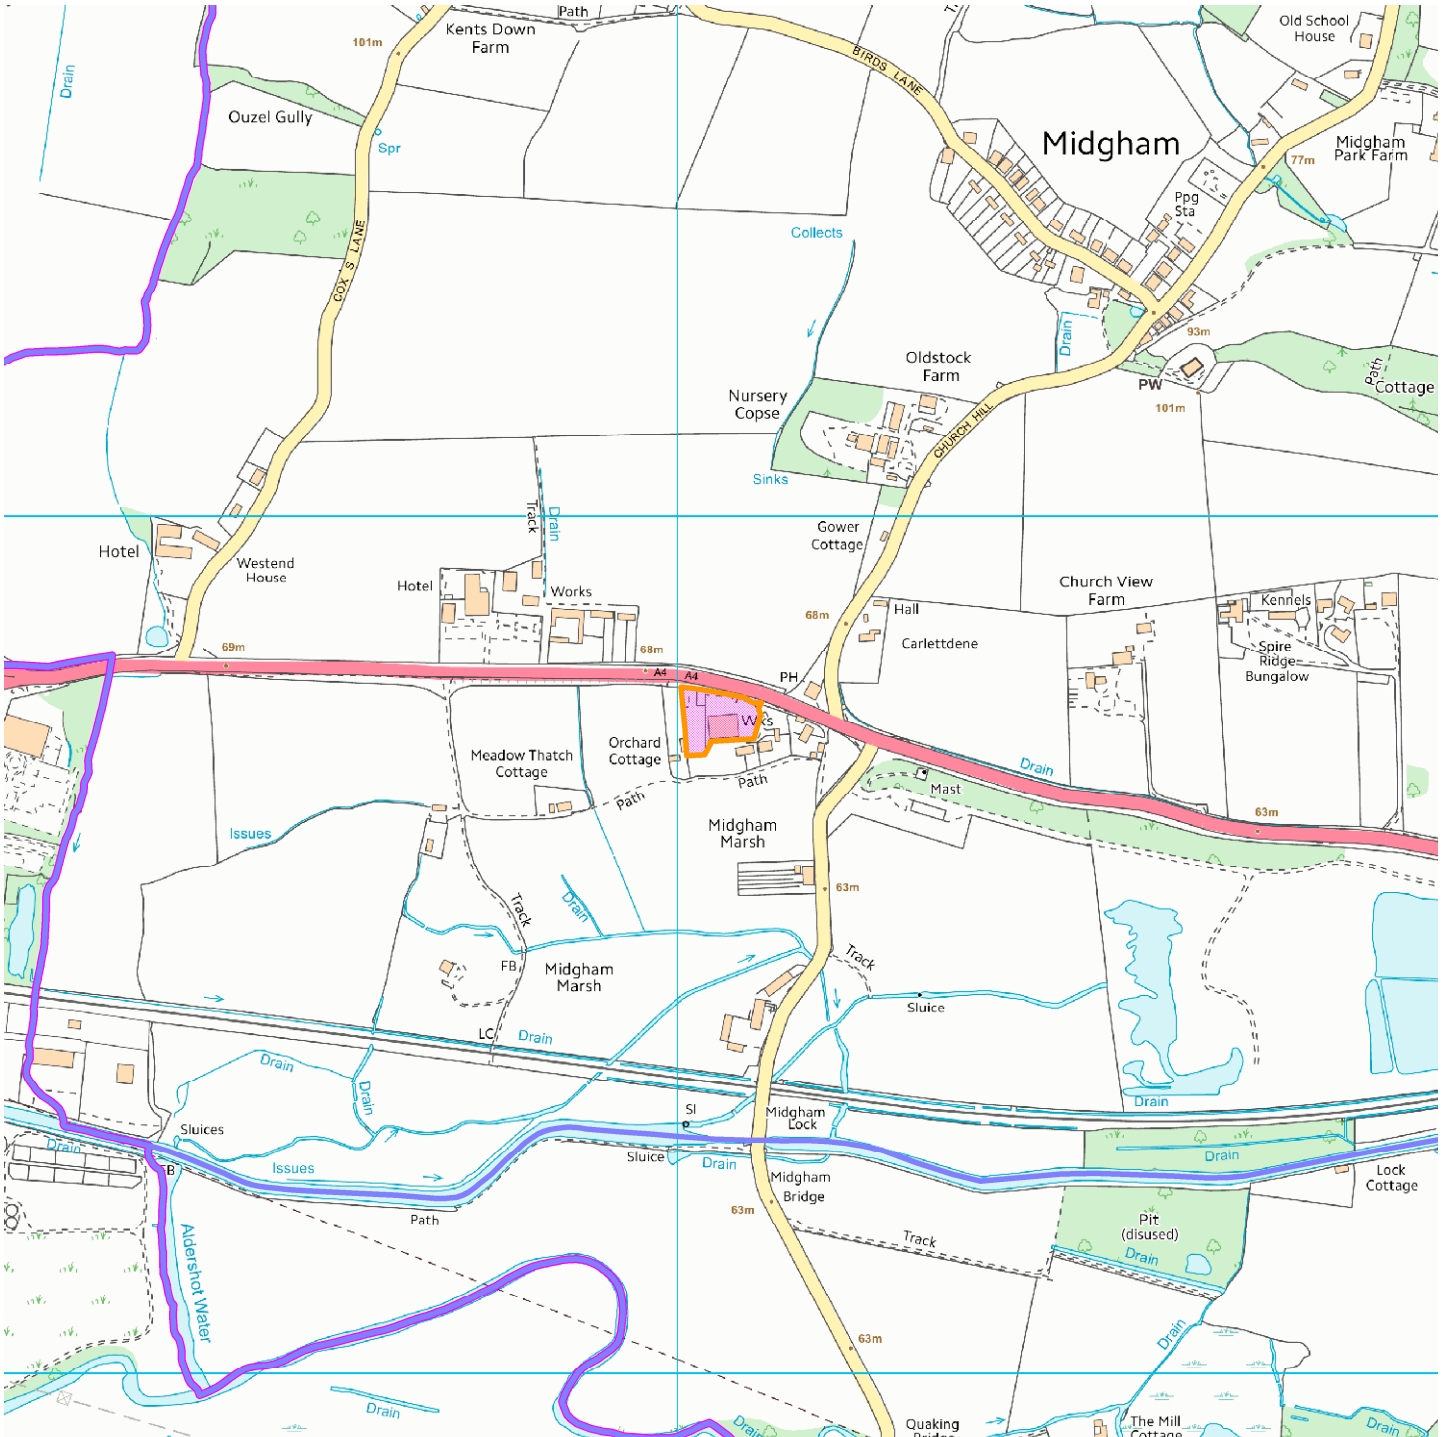 Path
Kents Down
Farm
101m
Drain
Ouzel Gully
Spr
COX S LANE
BIRDS LANE
Old School
House
Midgham
Midgham
Park Farm
77m
Ppg
Sta
Collects
Drain
93m
Oldstock
Farm
PW
101m
Path
Cottage
Nursery
Copse
CHURCH HILL
Sinks
Track
Drain
Gower
Cottage
Hotel
Westend
House
Hotel
Works
Church View
Farm
Kennels
68m
Hall
Carlettdene
Spire
Ridge
Bungalow
69m
68m
A4
A4
PH
Wks
Orchard
Cottage
Meadow Thatch
Cottage
Path
Path
Drain
Mast
63m
Issues
Midgham
Marsh
63m
Track
Drain
FB
Midgham
Marsh
Track
Sluice
LC
Drain
Drain
Drain
Drain
Sl
Midgham
Lock
Sluices
Drain
FB
Issues
Sluice
Drain
Drain
Midgham
Bridge
Lock
Cottage
63m
Path
Pit
(disused)
Drain
Track
Aldershot Water
Drain
63m
Drain
Drain
Quaking
Bridge
The Mill
Cottage
Drain